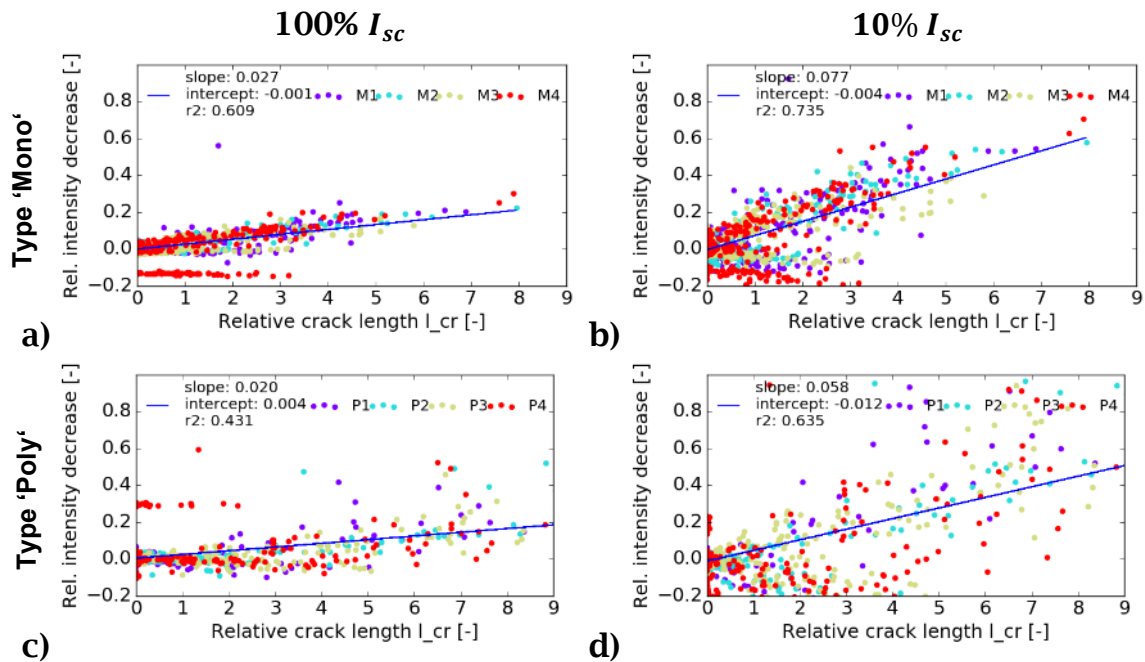 100% I_sc
10% I_sc
Type ‘Mono‘
Rel. intensity decrease [-]
0.8
0.6
0.4
0.2
0.0
−0.2
slope: 0.027
intercept: -0.001
r2: 0.609
M1 M2 M3 M4
0 1 2 3 4 5 6 7 8 9
Relative crack length l_cr [-]
a)
Rel. intensity decrease [-]
0.8
0.6
0.4
0.2
0.0
−0.2
slope: 0.077
intercept: -0.004
r2: 0.735
M1 M2 M3 M4
0 1 2 3 4 5 6 7 8 9
Relative crack length l_cr [-]
b)
Type ‘Poly‘
Rel. intensity decrease [-]
0.8
0.6
0.4
0.2
0.0
−0.2
slope: 0.020
intercept: 0.004
r2: 0.431
P1 P2 P3 P4
0 1 2 3 4 5 6 7 8 9
Relative crack length l_cr [-]
c)
Rel. intensity decrease [-]
0.8
0.6
0.4
0.2
0.0
−0.2
slope: 0.058
intercept: -0.012
r2: 0.635
P1 P2 P3 P4
0 1 2 3 4 5 6 7 8 9
Relative crack length l_cr [-]
d)